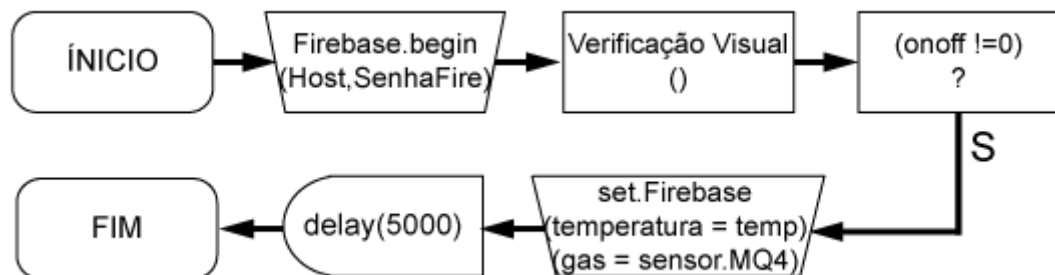 ÍNICIO
Firebase.begin
(Host,SenhaFire)
Verificação Visual
()
(onoff !=0)
?
S
set.Firebase
(temperatura = temp)
(gas = sensor.MQ4)
delay(5000)
FIM